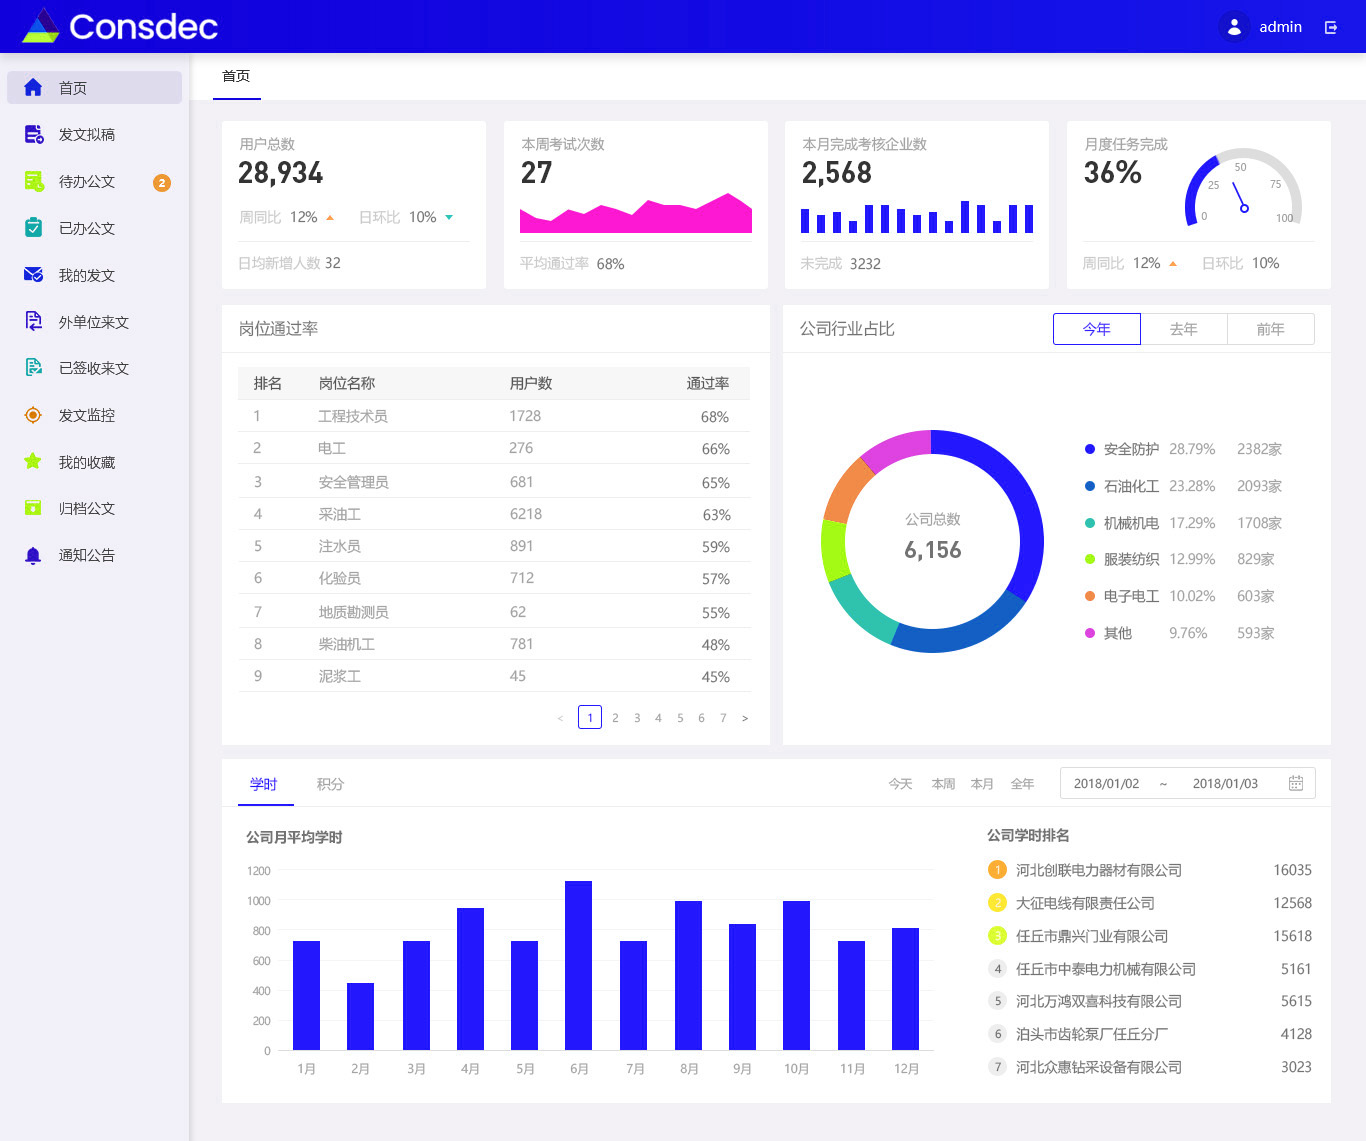 Consdec
admin
首页
发文拟稿
待办公文 2
已办公文
我的发文
外单位来文
已签收来文
发文监控
我的收藏
归档公文
通知公告
首页
用户总数
28,934
周同比 12% 日环比 10%
日均新增人数 32
本周考试次数
27
平均通过率 68%
本月完成考核企业数
2,568
未完成 3232
月度任务完成
36%
0 25 50 75 100
周同比 12% 日环比 10%
岗位通过率
排名 岗位名称 用户数 通过率
1 工程技术员 1728 68%
2 电工 276 66%
3 安全管理员 681 65%
4 采油工 6218 63%
5 注水员 891 59%
6 化验员 712 57%
7 地质勘测员 62 55%
8 柴油机工 781 48%
9 泥浆工 45 45%
< 1 2 3 4 5 6 7 >
公司行业占比
今年 去年 前年
公司总数
6,156
安全防护 28.79% 2382家
石油化工 23.28% 2093家
机械机电 17.29% 1708家
服装纺织 12.99% 829家
电子电工 10.02% 603家
其他 9.76% 593家
学时 积分
今天 本周 本月 全年 2018/01/02 ~ 2018/01/03
公司月平均学时
1200
1000
800
600
400
200
0
1月 2月 3月 4月 5月 6月 7月 8月 9月 10月 11月 12月
公司学时排名
1 河北创联电力器材有限公司 16035
2 大征电线有限责任公司 12568
3 任丘市鼎兴门业有限公司 15618
4 任丘市中泰电力机械有限公司 5161
5 河北万鸿双喜科技有限公司 5615
6 泊头市齿轮泵厂任丘分厂 4128
7 河北众惠钻采设备有限公司 3023